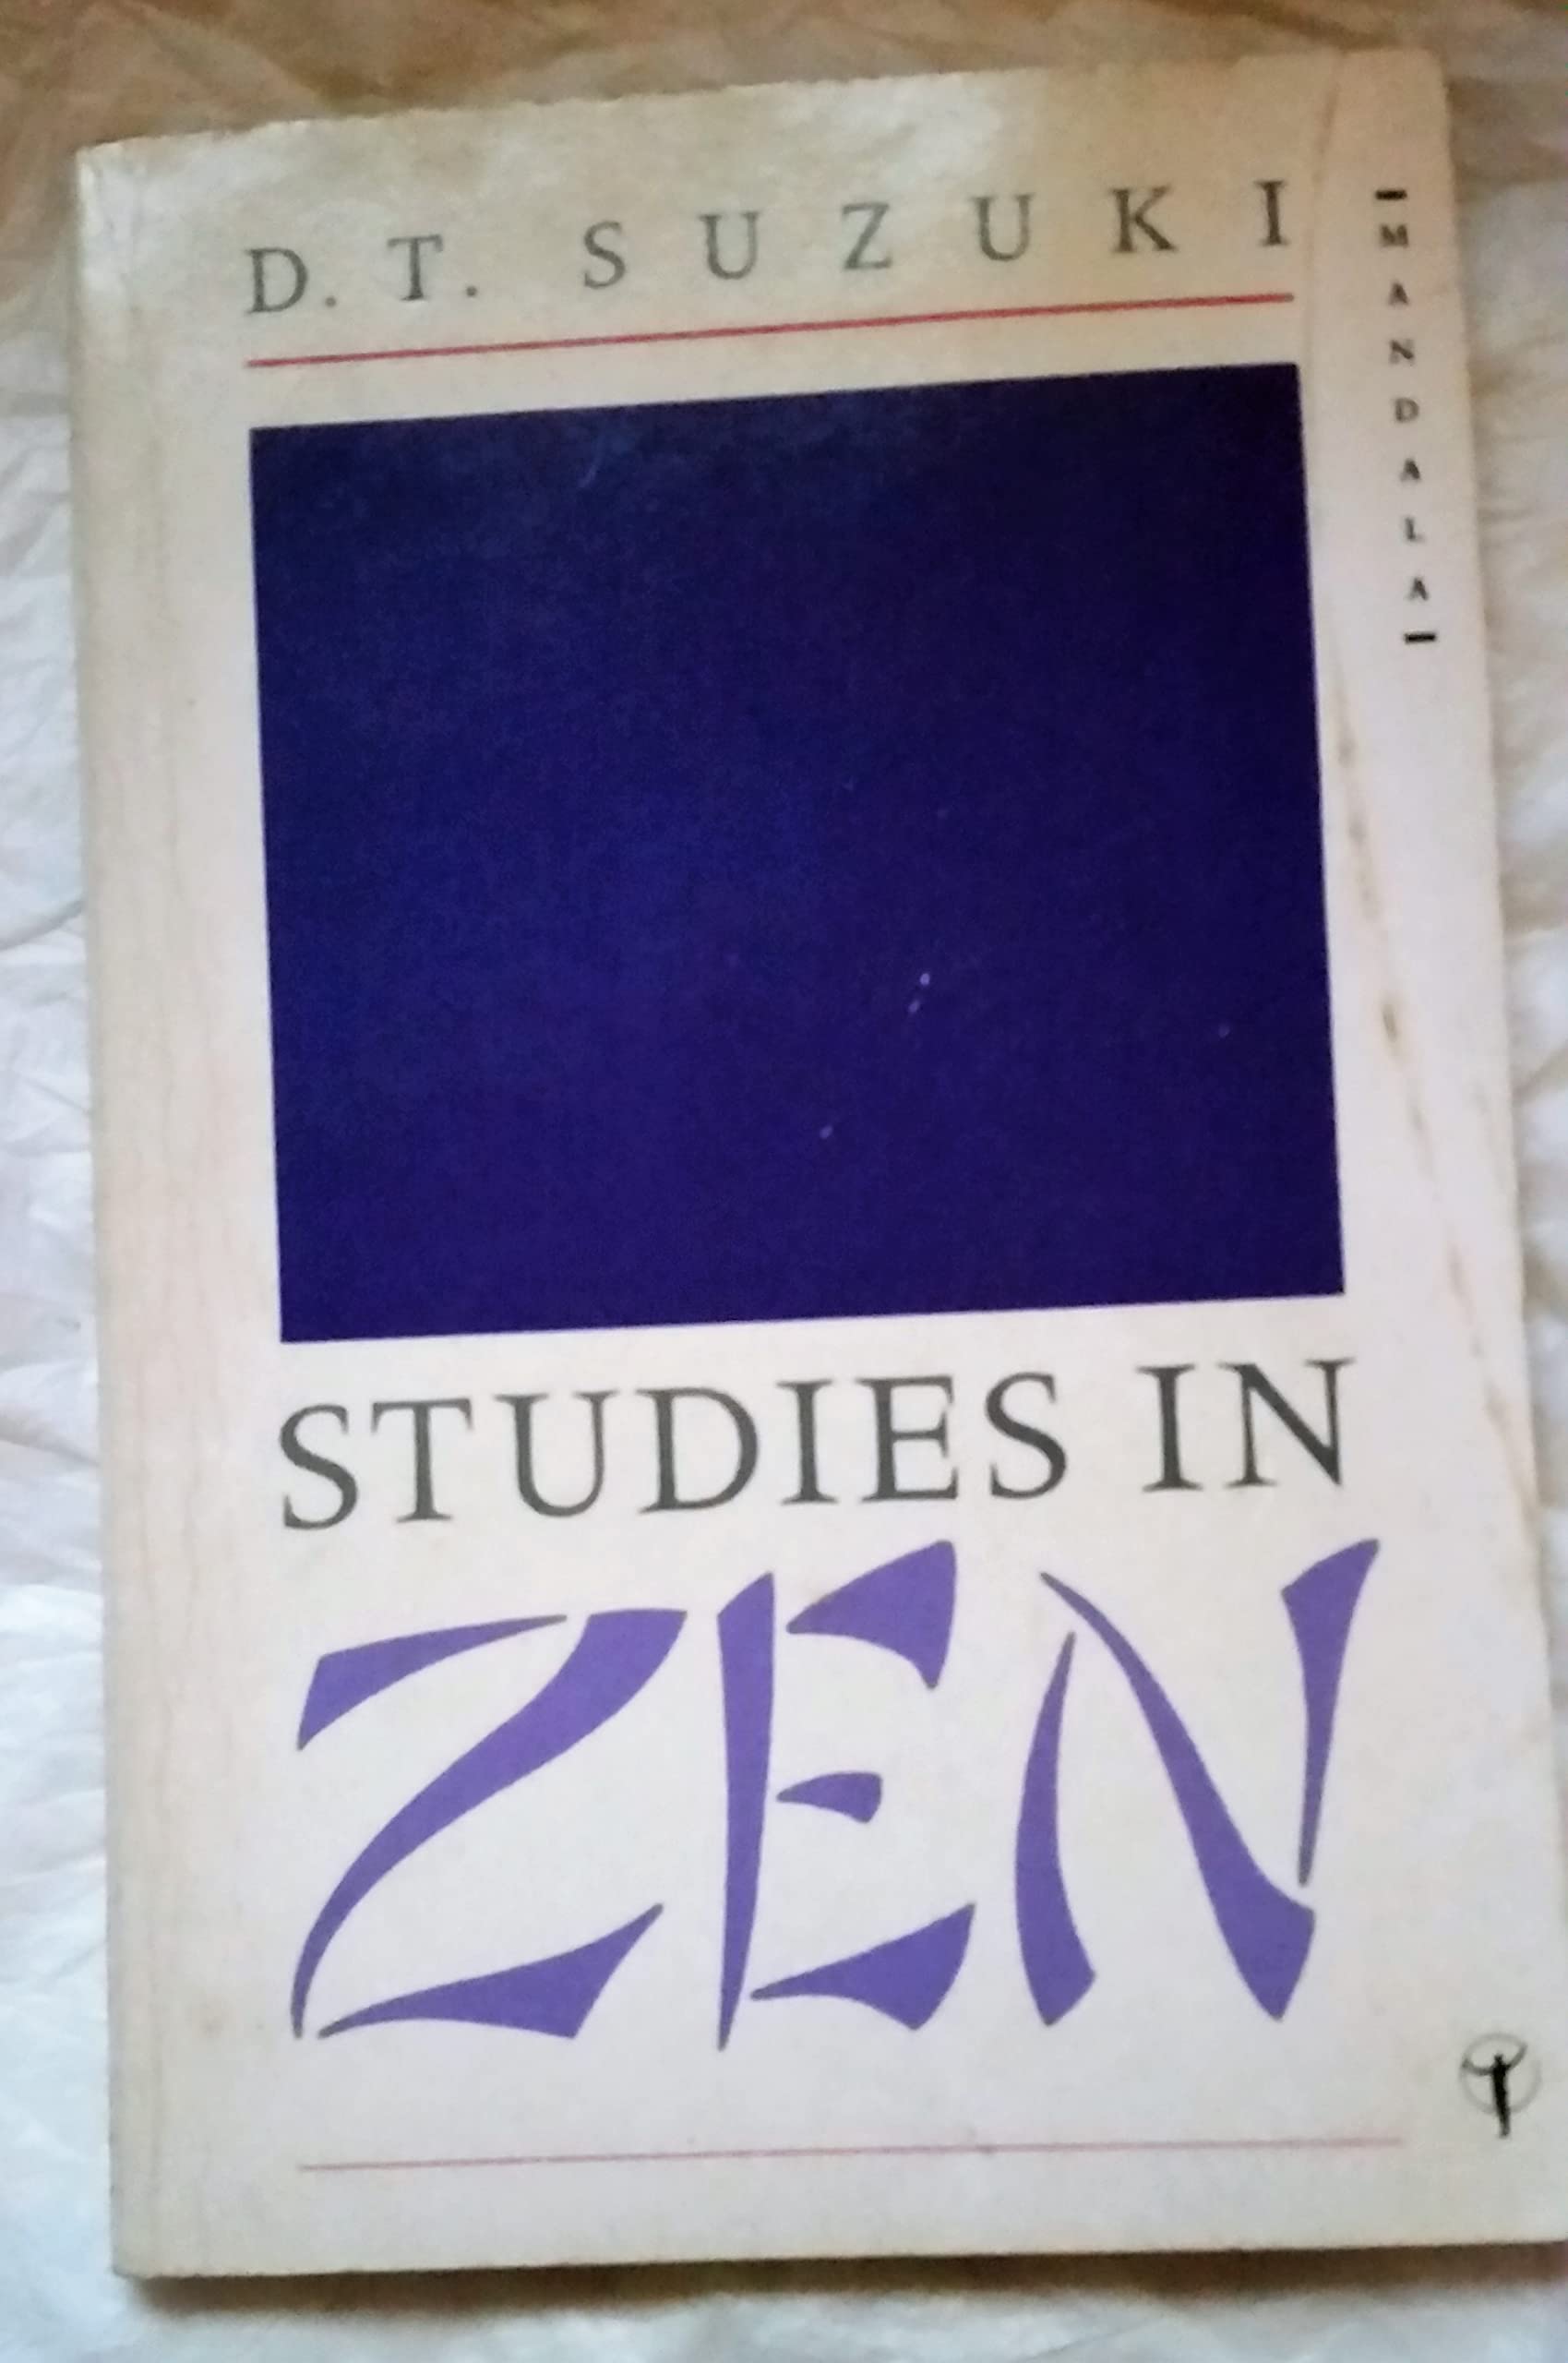 D. T. SUZUKI
MANDALA
STUDIES IN
ZEN